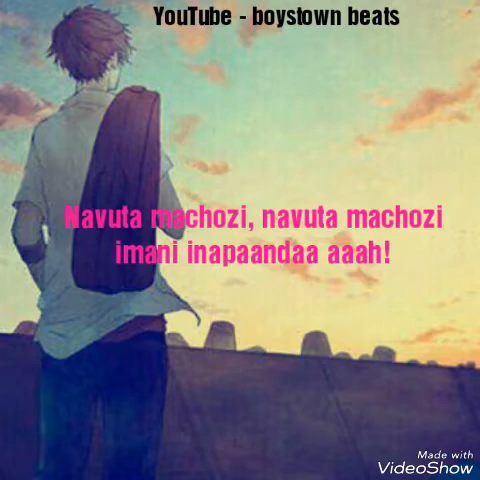 YouTube - boystown beats
Navuta machozi, navuta machozi
imani inapaandaa aaah!
Made with
VideoShow